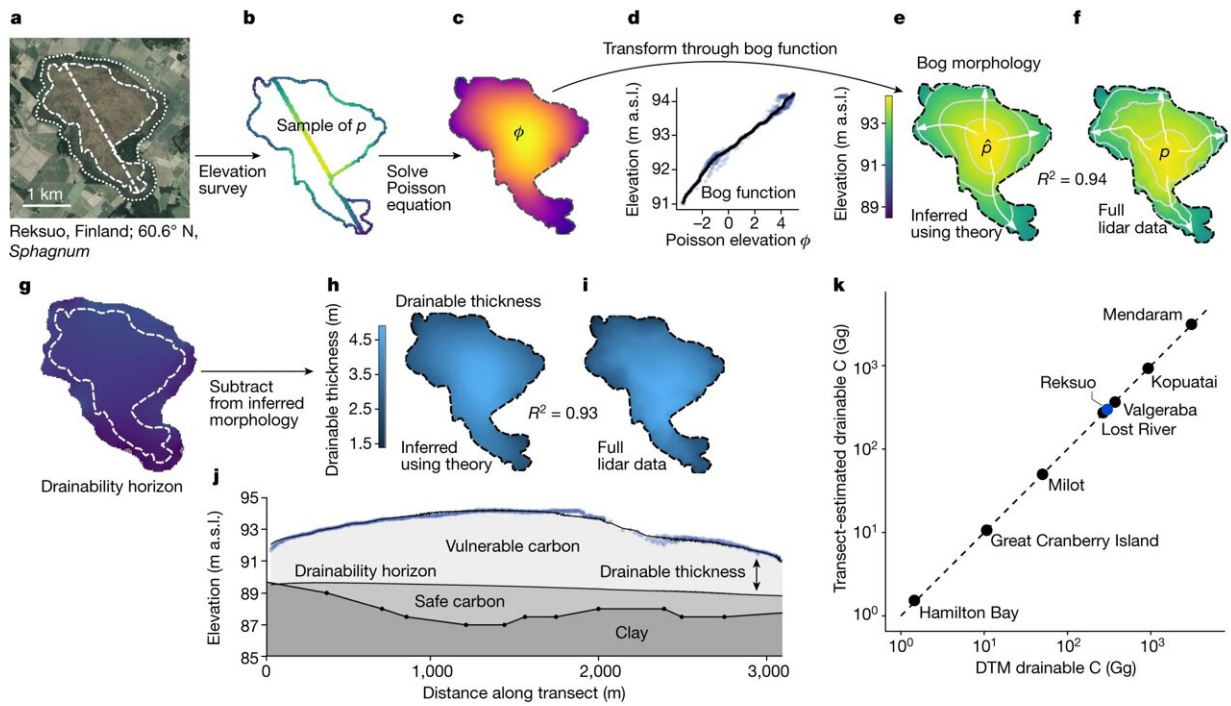 a
1 km
Reksuo, Finland; 60.6° N,
Sphagnum
Elevation
survey
b
Sample of p
Solve
Poisson
equation
c
ϕ
Transform through bog function
d
Elevation (m a.s.l.)
94
93
92
91
−2
0
2
4
Bog function
Poisson elevation ϕ
e
Bog morphology
Elevation (m a.s.l.)
93
91
89
p̂
Inferred
using theory
R² = 0.94
f
p
Full
lidar data
g
Drainability horizon
Subtract
from inferred
morphology
h
Drainable thickness
Drainable thickness (m)
4.5
3.5
2.5
1.5
Inferred
using theory
R² = 0.93
i
Full
lidar data
j
Elevation (m a.s.l.)
95
93
91
89
87
85
Vulnerable carbon
Drainability horizon
Drainable thickness
Safe carbon
Clay
0
1,000
2,000
3,000
Distance along transect (m)
k
Transect-estimated drainable C (Gg)
10³
10²
10¹
10⁰
Mendaram
Kopuatai
Reksuo
Valgeraba
Lost River
Milot
Great Cranberry Island
Hamilton Bay
10⁰
10¹
10²
10³
DTM drainable C (Gg)